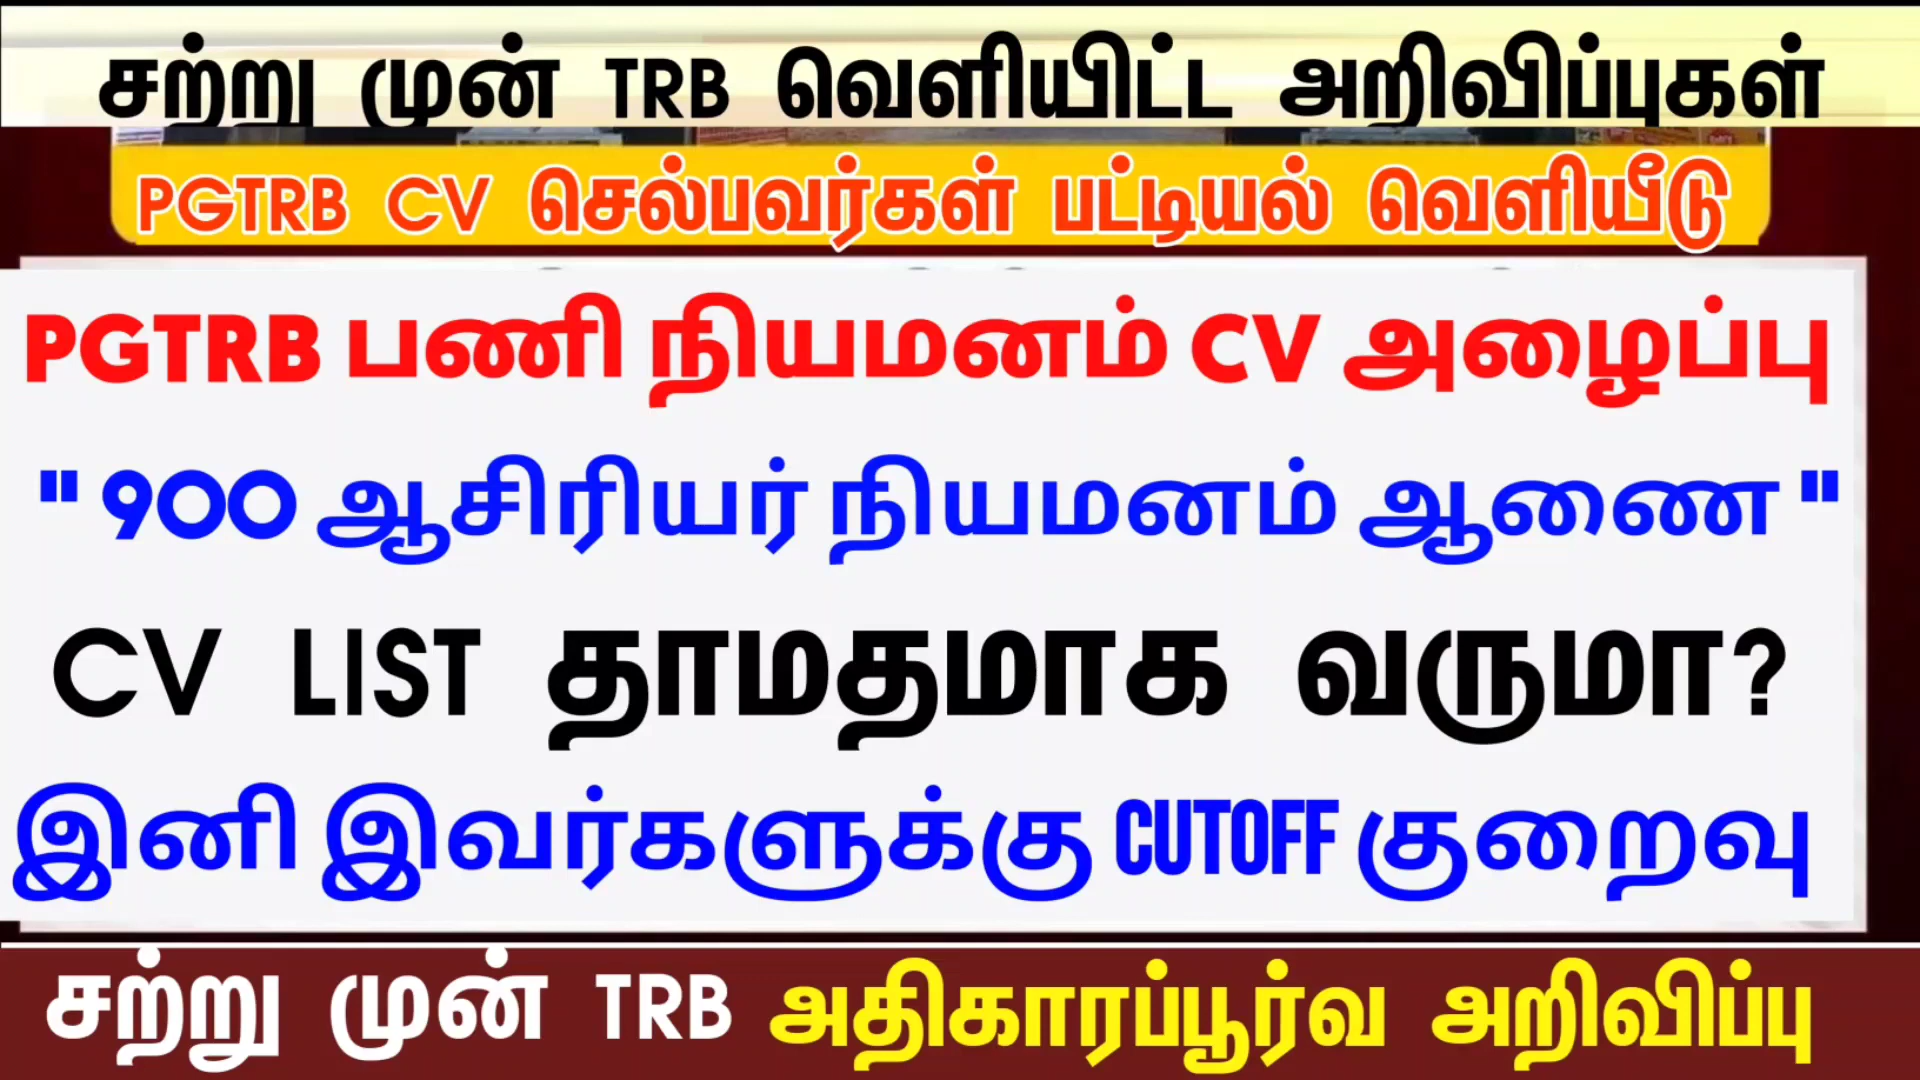 சற்று முன் TRB வெளியிட்ட அறிவிப்புகள்
PGTRB CV செல்பவர்கள் பட்டியல் வெளியீடு
PGTRB பணி நியமனம் CV அழைப்பு
" 900 ஆசிரியர் நியமனம் ஆணை "
CV LIST தாமதமாக வருமா?
இனி இவர்களுக்கு CUTOFF குறைவு
சற்று முன் TRB அதிகாரப்பூர்வ அறிவிப்பு